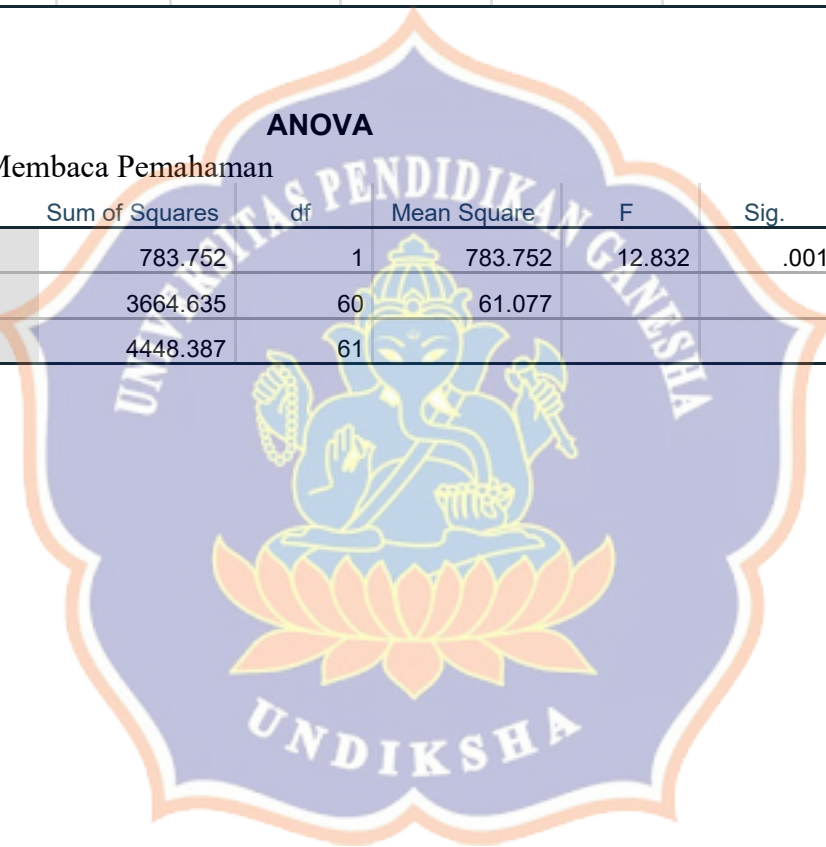 ANOVA
Membaca Pemahaman
Sum of Squares df Mean Square F Sig.
783.752 1 783.752 12.832 .001
3664.635 60 61.077
4448.387 61
UNIVERSITAS PENDIDIKAN GANESHA
UNDIKSHA